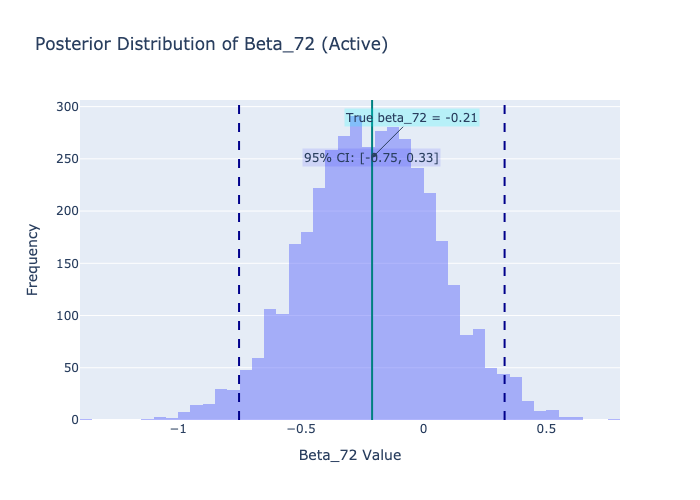 Posterior Distribution of Beta_72 (Active)
300
True beta_72 = -0.21
95% CI: [-0.75, 0.33]
250
200
150
100
50
0
Frequency
−1
−0.5
0
0.5
Beta_72 Value